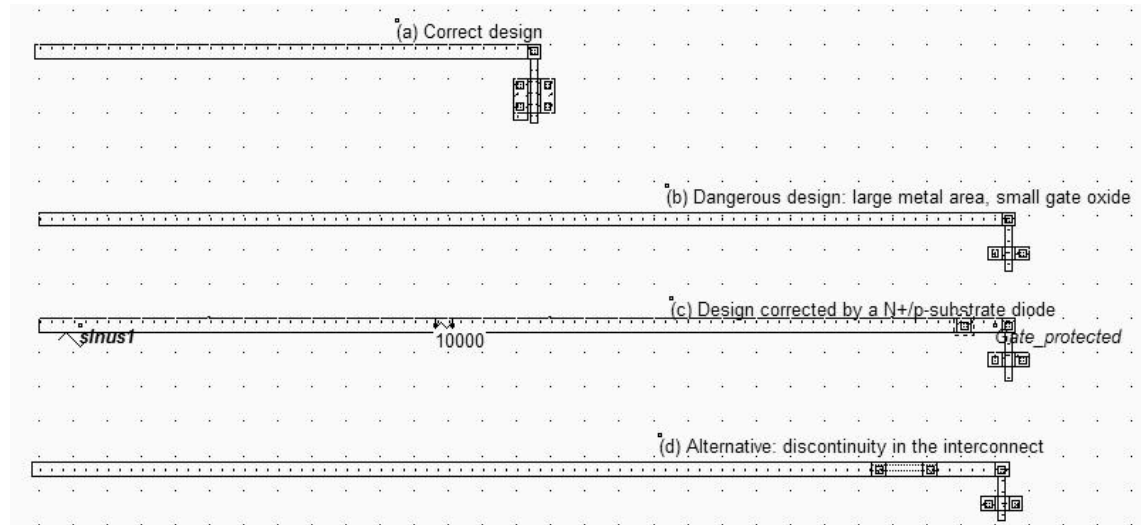 (a) Correct design
(b) Dangerous design: large metal area, small gate oxide
(c) Design corrected by a N+/p-substrate diode
sinus1
10000
Gate_protected
(d) Alternative: discontinuity in the interconnect